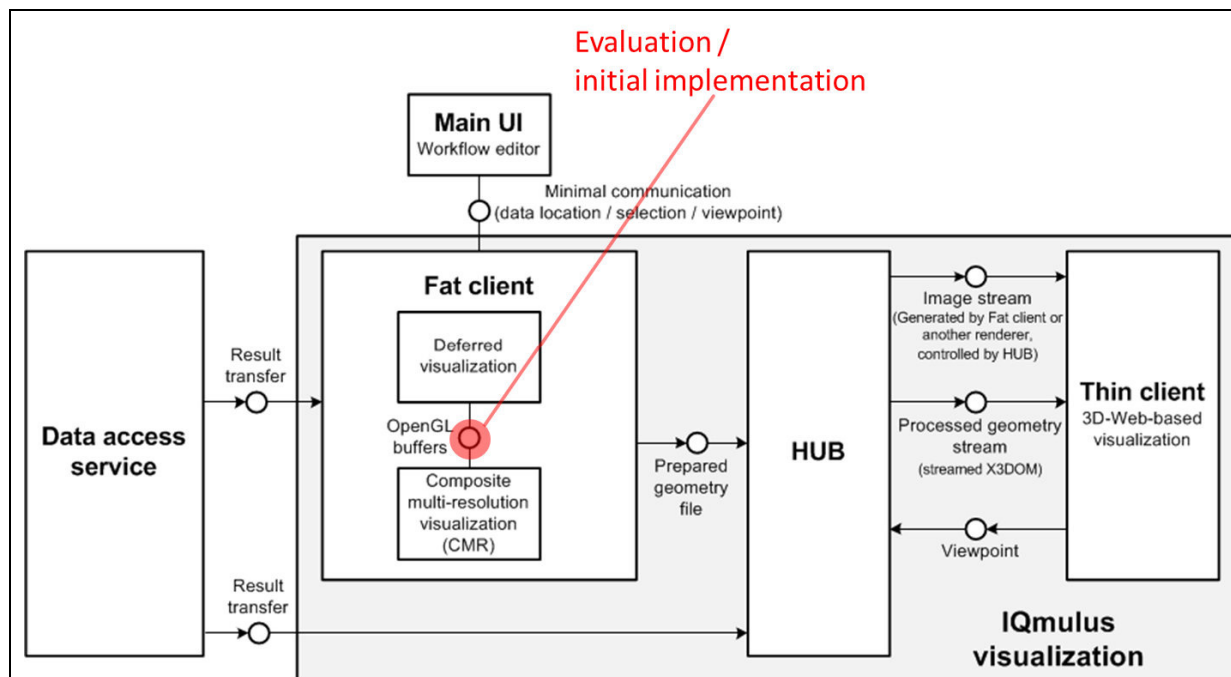 Evaluation /
initial implementation
Main UI
Workflow editor
Minimal communication
(data location / selection / viewpoint)
Data access
service
Result
transfer
Result
transfer
Fat client
Deferred
visualization
OpenGL
buffers
Composite
multi-resolution
visualization
(CMR)
Prepared
geometry
file
HUB
Image stream
(Generated by Fat client or
another renderer,
controlled by HUB)
Processed geometry
stream
(streamed X3DOM)
Viewpoint
Thin client
3D-Web-based
visualization
IQmulus
visualization